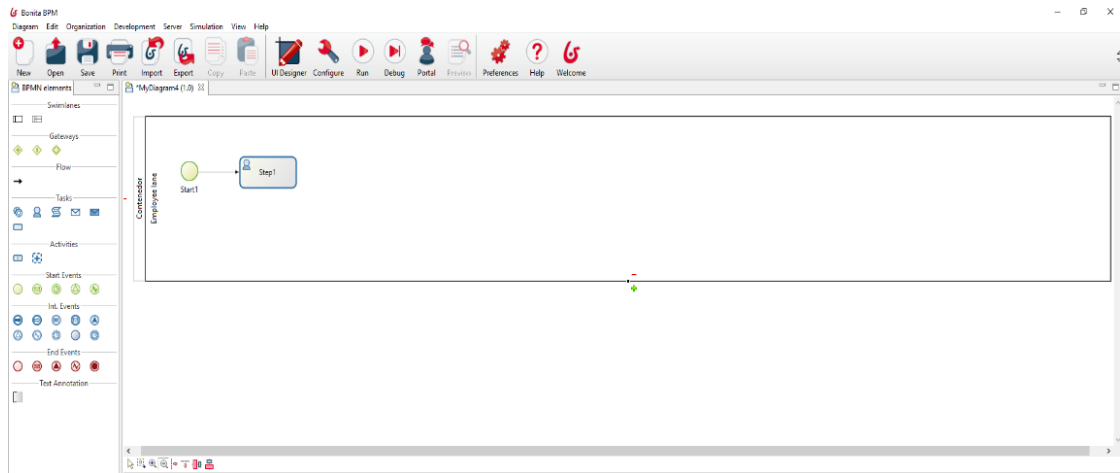 Bonita BPM
Diagram Edit Organization Development Server Simulation View Help
New Open Save Print Import Export Copy Paste UI Designer Configure Run Debug Portal Preview Preferences Help Welcome
BPMN elements
*MyDiagram4 (1.0)
Swimlanes
Gateways
Flow
Tasks
Activities
Start Events
Int. Events
End Events
Text Annotation
Contenedor
Employee lane
Start1
Step1